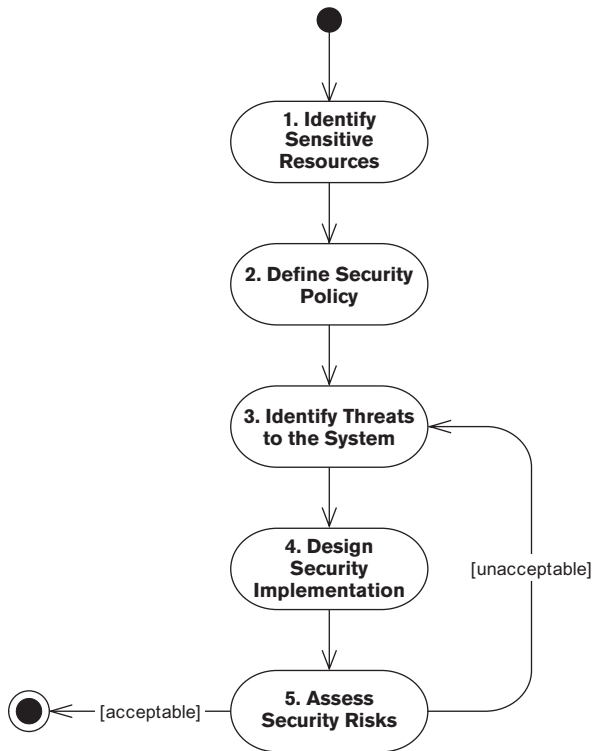 1. Identify
Sensitive
Resources
2. Define Security
Policy
3. Identify Threats
to the System
4. Design
Security
Implementation
[unacceptable]
5. Assess
Security Risks
[acceptable]